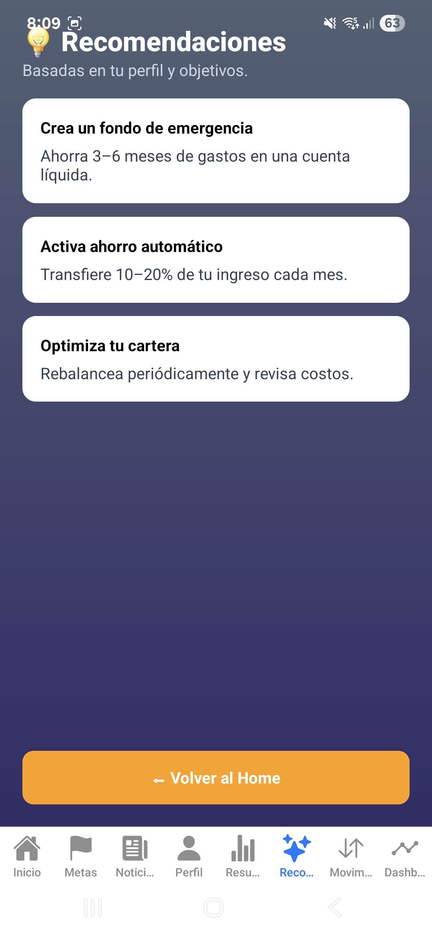 8:09
63
💡 Recomendaciones
Basadas en tu perfil y objetivos.
Crea un fondo de emergencia
Ahorra 3–6 meses de gastos en una cuenta
líquida.
Activa ahorro automático
Transfiere 10–20% de tu ingreso cada mes.
Optimiza tu cartera
Rebalancea periódicamente y revisa costos.
← Volver al Home
Inicio Metas Notici... Perfil Resu... Reco... Movim... Dashb...